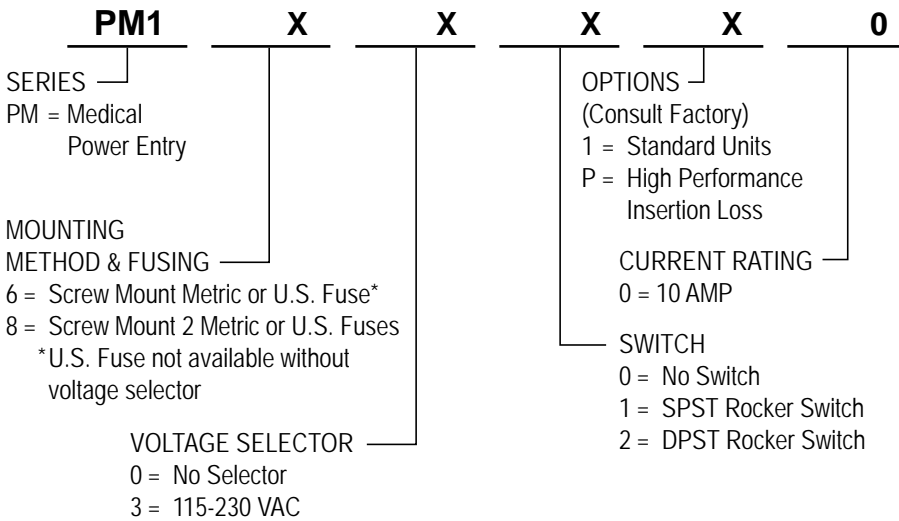 PM1 X X X X 0
SERIES
PM = Medical
Power Entry
MOUNTING
METHOD & FUSING
6 = Screw Mount Metric or U.S. Fuse*
8 = Screw Mount 2 Metric or U.S. Fuses
*U.S. Fuse not available without
voltage selector
VOLTAGE SELECTOR
0 = No Selector
3 = 115-230 VAC
OPTIONS
(Consult Factory)
1 = Standard Units
P = High Performance
Insertion Loss
CURRENT RATING
0 = 10 AMP
SWITCH
0 = No Switch
1 = SPST Rocker Switch
2 = DPST Rocker Switch